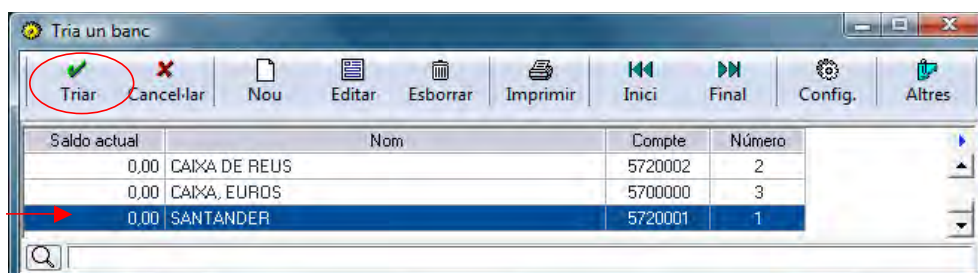 Tria un banc
Triar Cancel·lar Nou Editar Esborrar Imprimir Inici Final Config. Altres
Saldo actual Nom Compte Número
0,00 CAIXA DE REUS 5720002 2
0,00 CAIXA, EUROS 5700000 3
0,00 SANTANDER 5720001 1